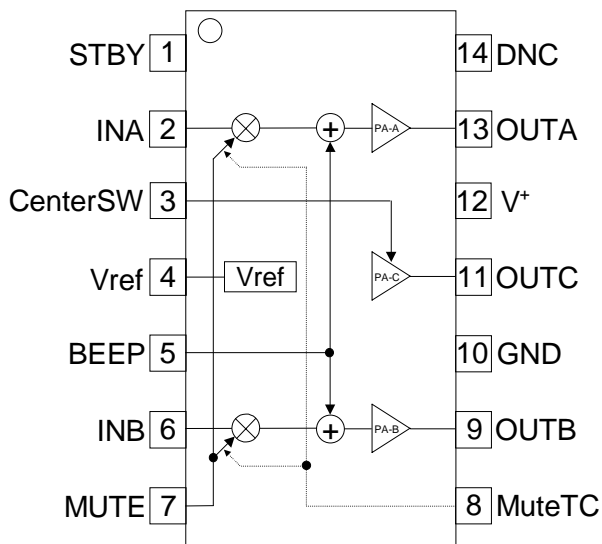 STBY 1 14 DNC
INA 2 PA-A 13 OUTA
CenterSW 3 12 V+
Vref 4 Vref PA-C 11 OUTC
BEEP 5 10 GND
INB 6 PA-B 9 OUTB
MUTE 7 8 MuteTC